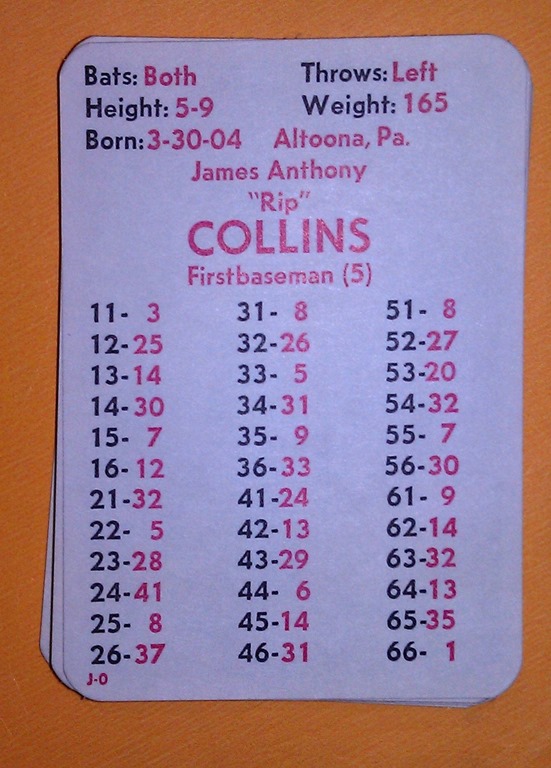 Bats: Both Throws: Left
Height: 5-9 Weight: 165
Born: 3-30-04 Altoona, Pa.
James Anthony
"Rip"
COLLINS
Firstbaseman (5)
11- 3 31- 8 51- 8
12-25 32-26 52-27
13-14 33- 5 53-20
14-30 34-31 54-32
15- 7 35- 9 55- 7
16-12 36-33 56-30
21-32 41-24 61- 9
22- 5 42-13 62-14
23-28 43-29 63-32
24-41 44- 6 64-13
25- 8 45-14 65-35
26-37 46-31 66- 1
J-0